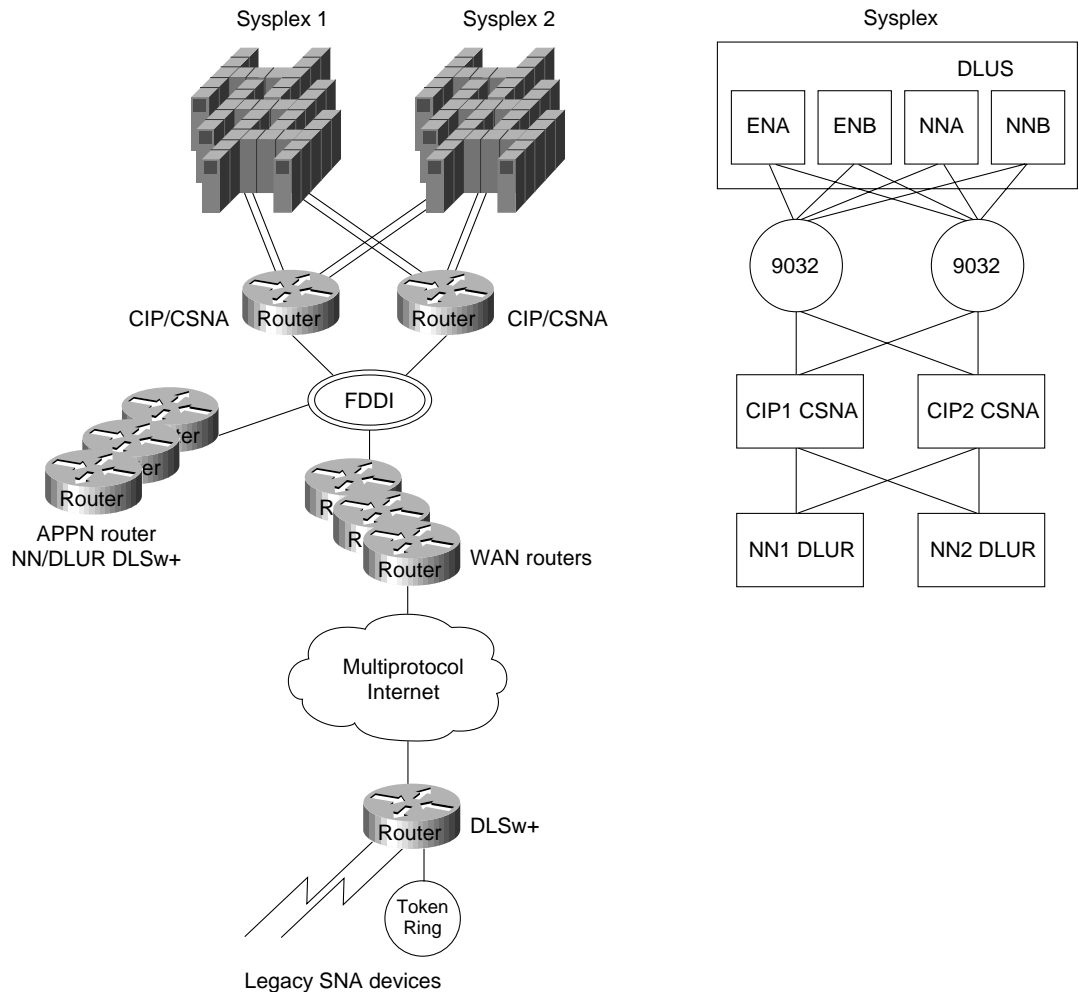 Sysplex 1
Sysplex 2
CIP/CSNA
Router
Router
CIP/CSNA
FDDI
Router
APPN router
NN/DLUR DLSw+
Router
WAN routers
Multiprotocol
Internet
Router
DLSw+
Token
Ring
Legacy SNA devices
Sysplex
DLUS
ENA
ENB
NNA
NNB
9032
9032
CIP1 CSNA
CIP2 CSNA
NN1 DLUR
NN2 DLUR